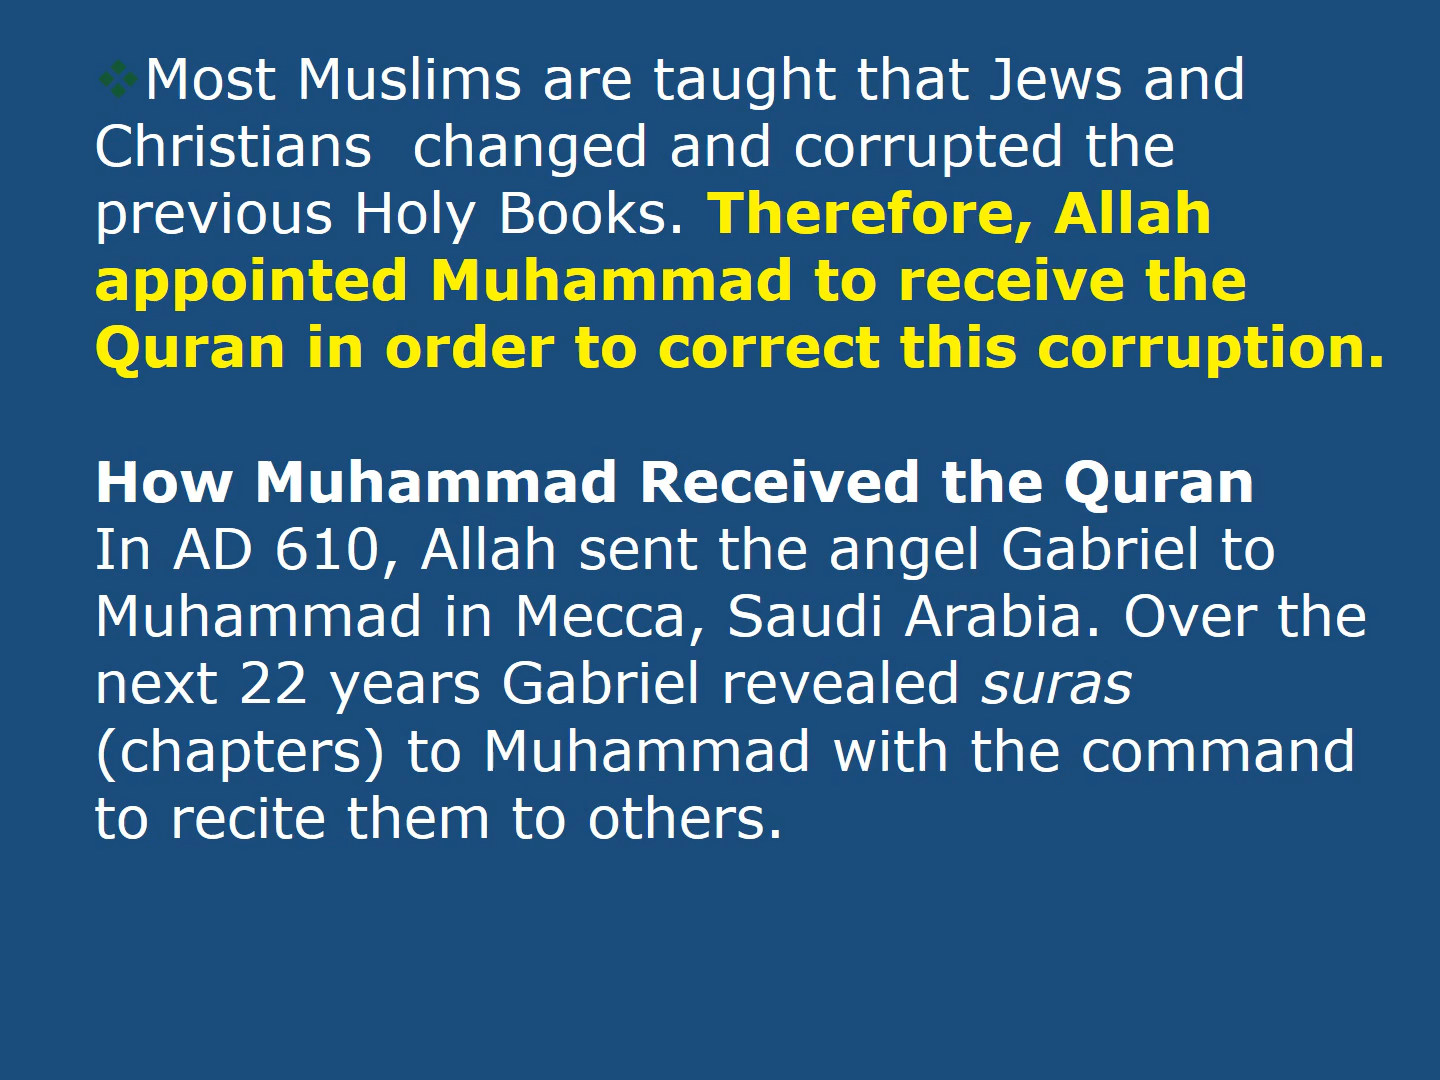 ❖Most Muslims are taught that Jews and
Christians  changed and corrupted the
previous Holy Books. Therefore, Allah
appointed Muhammad to receive the
Quran in order to correct this corruption.
How Muhammad Received the Quran
In AD 610, Allah sent the angel Gabriel to
Muhammad in Mecca, Saudi Arabia. Over the
next 22 years Gabriel revealed suras
(chapters) to Muhammad with the command
to recite them to others.